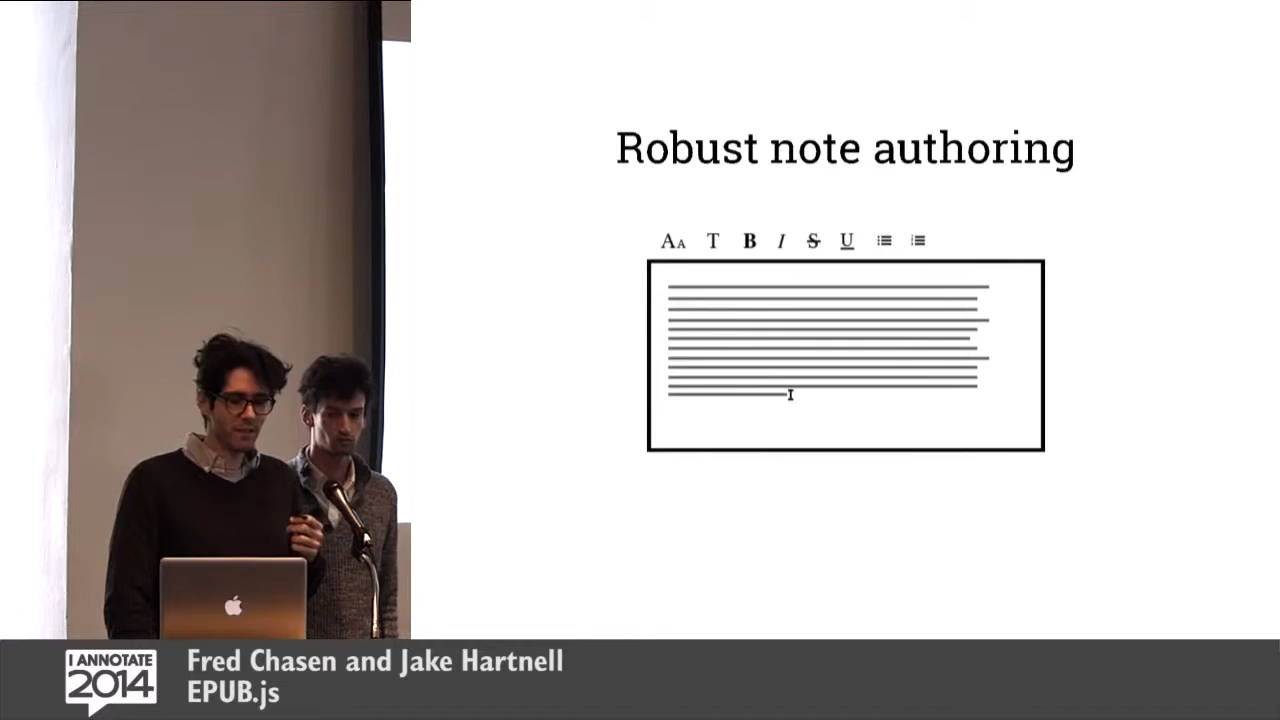 Robust note authoring
AA T B I S U
I ANNOTATE
2014
Fred Chasen and Jake Hartnell
EPUB.js